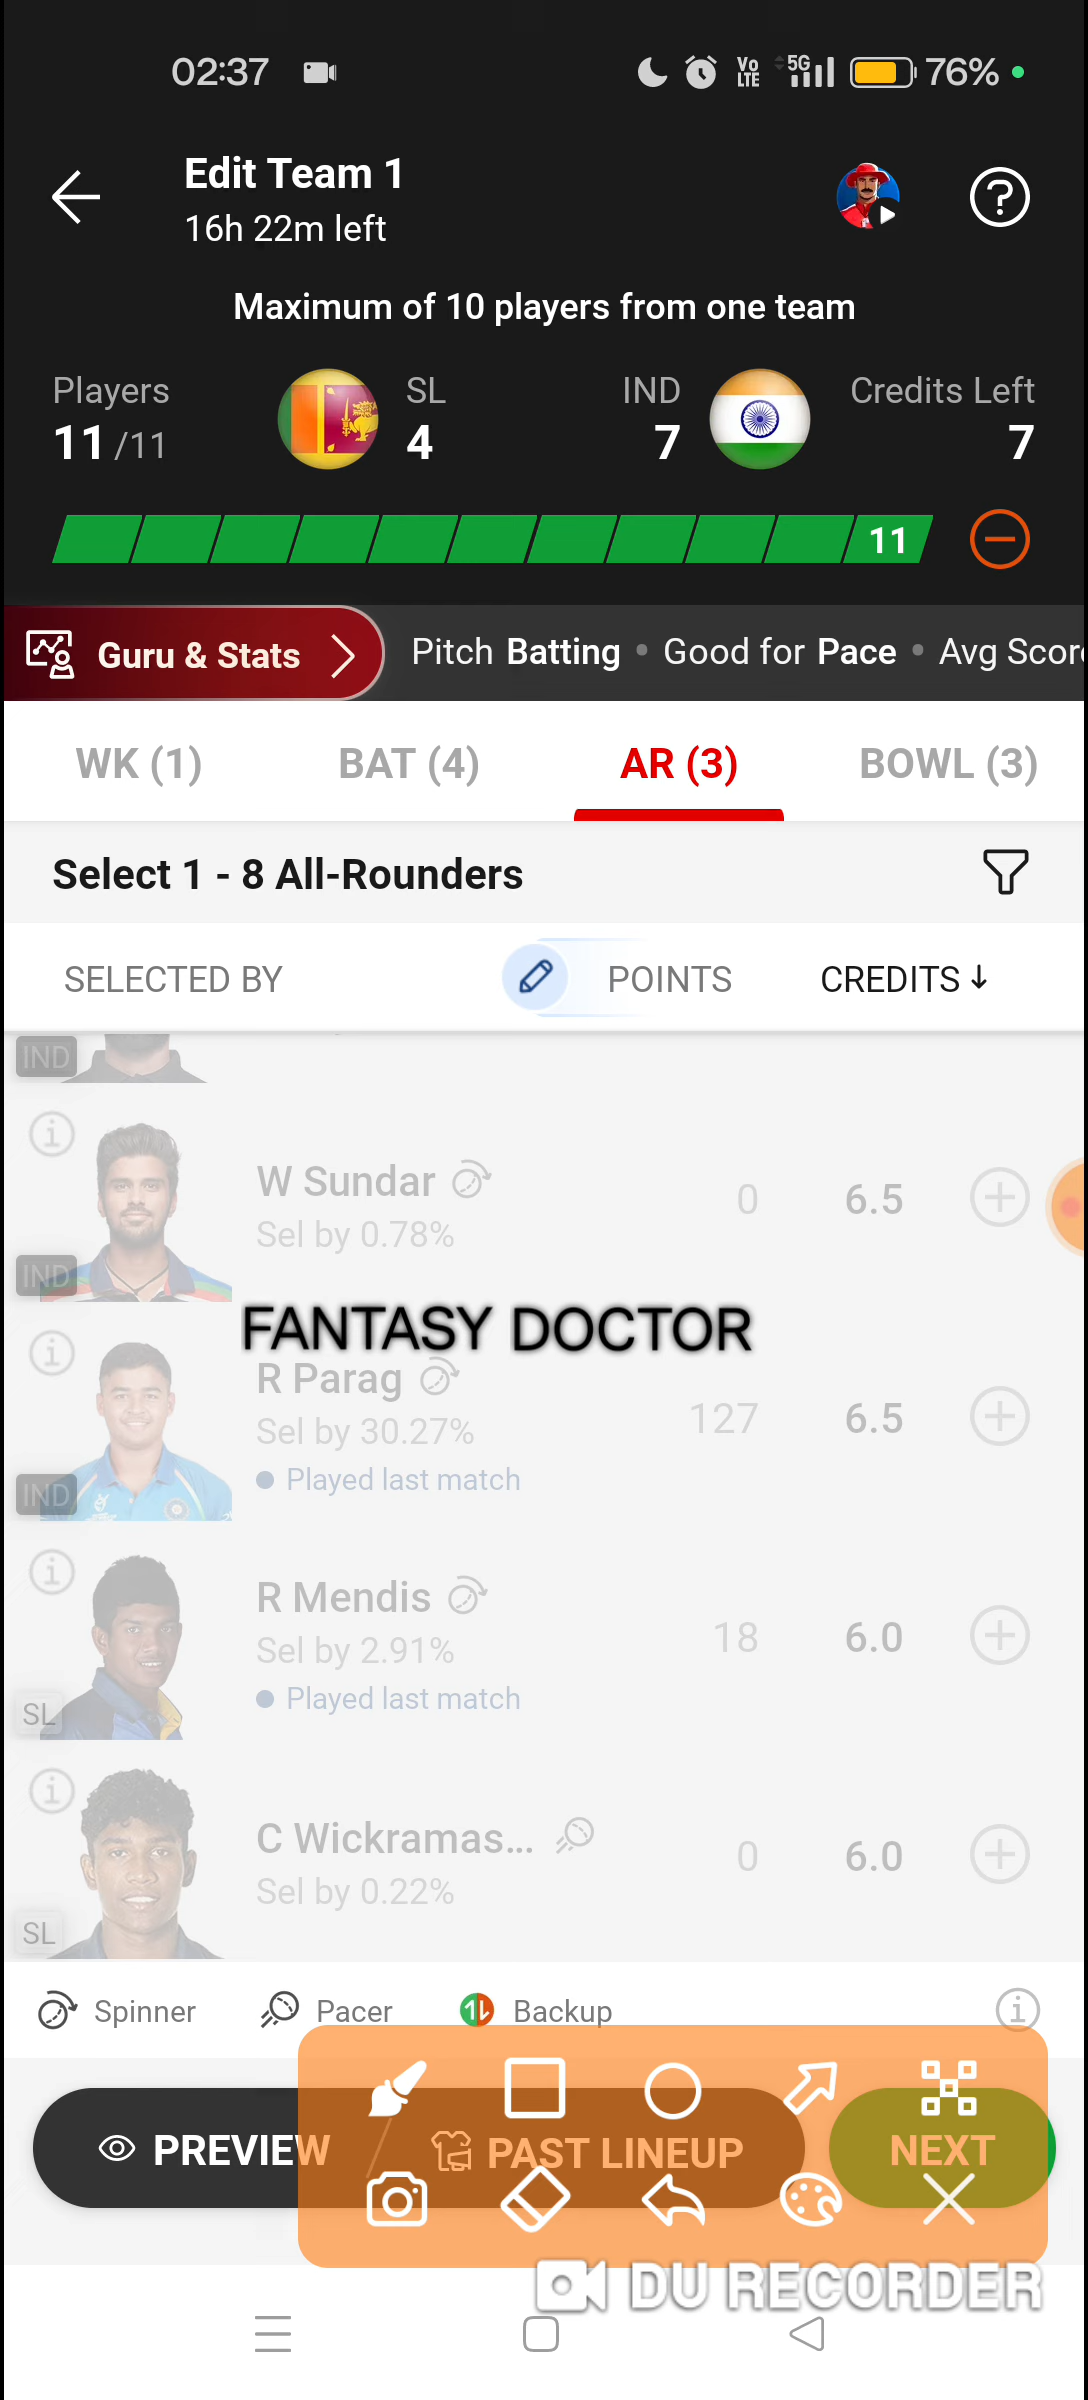 02:37 Vo LTE 5G 76%
Edit Team 1
16h 22m left
Maximum of 10 players from one team
Players SL IND Credits Left
11/11 4 7 7
11
Guru & Stats Pitch Batting • Good for Pace • Avg Scor
WK (1) BAT (4) AR (3) BOWL (3)
Select 1 - 8 All-Rounders
SELECTED BY POINTS CREDITS↓
IND
W Sundar 0 6.5
Sel by 0.78%
IND
FANTASY DOCTOR
R Parag 127 6.5
Sel by 30.27%
Played last match
IND
R Mendis 18 6.0
Sel by 2.91%
Played last match
SL
C Wickramas... 0 6.0
Sel by 0.22%
SL
Spinner Pacer Backup
PREVIEW PAST LINEUP NEXT
DU RECORDER